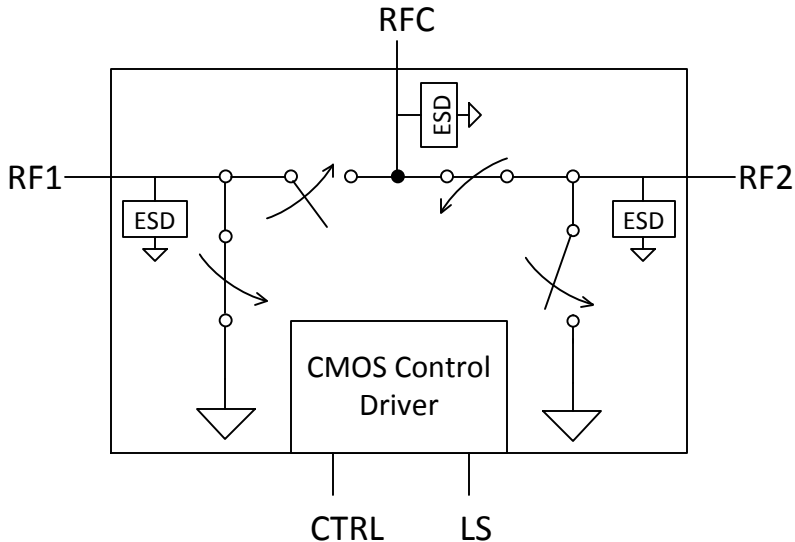 RFC
ESD
RF1
RF2
ESD
ESD
CMOS Control
Driver
CTRL
LS